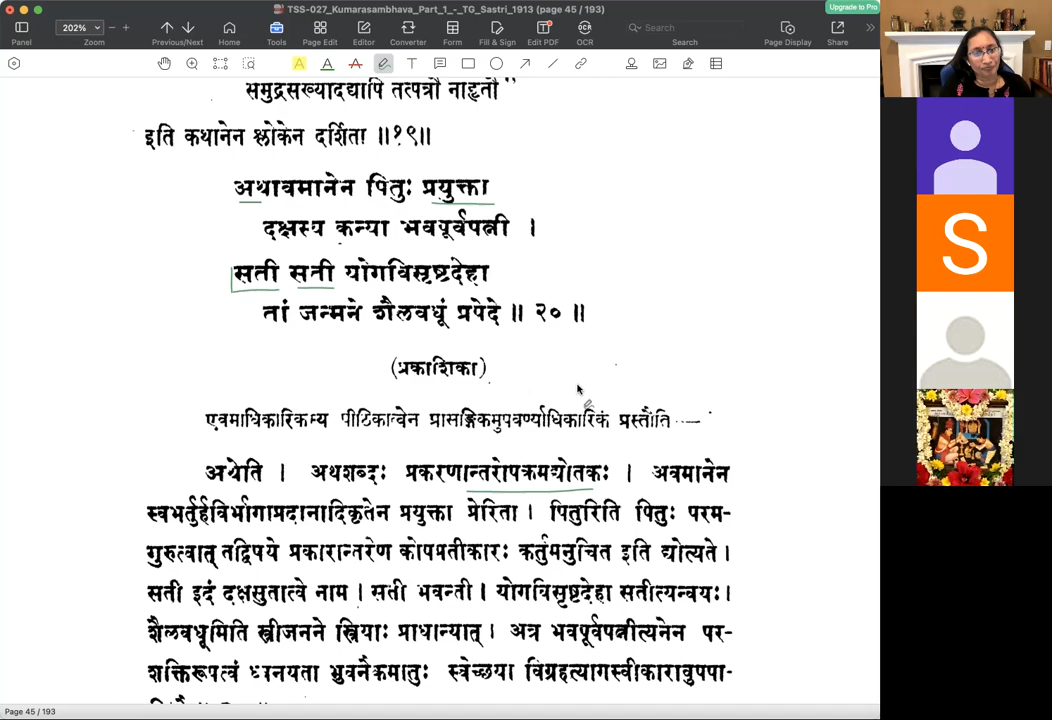 TSS-027_Kumarasambhava_Part_1_-_TG_Sastri_1913 (page 45 / 193)
Upgrade to Pro
202%
Panel
Zoom
Previous/Next
Home
Tools
Page Edit
Editor
Converter
Form
Fill & Sign
Edit PDF
OCR
Search
Search
Page Display
Share
समुद्रसख्यादद्यापि तत्पत्रौ नाहृतौ"
इति कथानेन श्लोकेन दर्शिता ॥१९॥
अथावमानेन पितुः प्रयुक्ता
दक्षस्य कन्या भवपूर्वपत्नी ।
सती सती योगविसृष्टदेहा
तां जन्मने शैलवधूं प्रपेदे ॥ २० ॥
(प्रकाशिका)
एवमाधिकारिकस्य पीठिकात्वेन प्रासङ्गिकमुपवर्ण्याधिकारिकं प्रस्तौति —
अथेति । अथशब्दः प्रकरणान्तरोपक्रमद्योतकः । अवमानेन
स्वभर्तुर्हविर्भागाप्रदानादिकृतेन प्रयुक्ता प्रेरिता । पितुरिति पितुः परम-
गुरुत्वात् तद्विषये प्रकारान्तरेण कोपप्रतीकारः कर्तुमनुचित इति द्योत्यते ।
सती इदं दक्षसुतात्वे नाम । सती भवन्ती । योगविसृष्टदेहा सतीत्यन्वयः ।
शैलवधूमिति स्त्रीजनने स्त्रियाः प्राधान्यात् । अत्र भवपूर्वपत्नीत्यनेन पर-
शक्तिरूपत्वं ध्वनयता भुवनैकमातुः स्वेच्छया विग्रहत्यागस्वीकारावुपपा-
Page 45 / 193
S